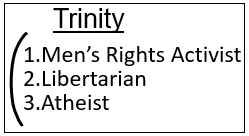 Trinity
1.Men's Rights Activist
2.Libertarian
3.Atheist